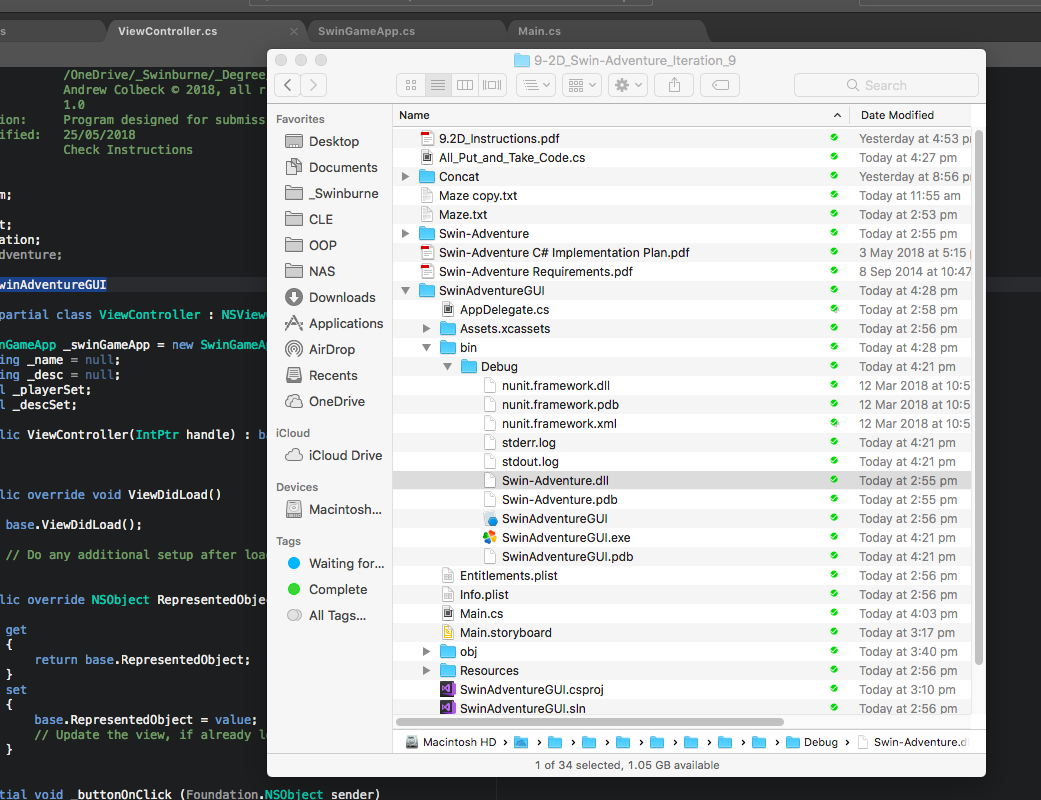 s
ViewController.cs
SwinGameApp.cs
Main.cs
/OneDrive/_Swinburne/_Degree
Andrew Colbeck © 2018, all r
1.0
ion: Program designed for submiss
ified: 25/05/2018
Check Instructions
m;
t;
ation;
dventure;
winAdventureGUI
partial class ViewController : NSView
nGameApp _swinGameApp = new SwinGameAp
ing _name = null;
ing _desc = null;
l _playerSet;
l _descSet;
lic ViewController(IntPtr handle) : ba
lic override void ViewDidLoad()
base.ViewDidLoad();
// Do any additional setup after loa
lic override NSObject RepresentedObje
get
{
return base.RepresentedObject;
}
set
{
base.RepresentedObject = value;
// Update the view, if already l
}
tial void _buttonOnClick (Foundation.NSObject sender)
9-2D_Swin-Adventure_Iteration_9
Search
Favorites
Desktop
Documents
_Swinburne
CLE
OOP
NAS
Downloads
Applications
AirDrop
Recents
OneDrive
iCloud
iCloud Drive
Devices
Macintosh...
Tags
Waiting for...
Complete
All Tags...
Name Date Modified
9.2D_Instructions.pdf Yesterday at 4:53 p
All_Put_and_Take_Code.cs Today at 4:27 pm
Concat Yesterday at 8:56 p
Maze copy.txt Today at 11:55 am
Maze.txt Today at 2:53 pm
Swin-Adventure Today at 2:55 pm
Swin-Adventure C# Implementation Plan.pdf 3 May 2018 at 5:15
Swin-Adventure Requirements.pdf 8 Sep 2014 at 10:47
SwinAdventureGUI Today at 4:28 pm
AppDelegate.cs Today at 2:58 pm
Assets.xcassets Today at 2:56 pm
bin Today at 4:28 pm
Debug Today at 4:21 pm
nunit.framework.dll 12 Mar 2018 at 10:5
nunit.framework.pdb 12 Mar 2018 at 10:5
nunit.framework.xml 12 Mar 2018 at 10:5
stderr.log Today at 4:21 pm
stdout.log Today at 4:21 pm
Swin-Adventure.dll Today at 2:55 pm
Swin-Adventure.pdb Today at 2:55 pm
SwinAdventureGUI Today at 2:56 pm
SwinAdventureGUI.exe Today at 4:21 pm
SwinAdventureGUI.pdb Today at 4:21 pm
Entitlements.plist Today at 2:56 pm
Info.plist Today at 2:56 pm
Main.cs Today at 4:03 pm
Main.storyboard Today at 3:17 pm
obj Today at 3:40 pm
Resources Today at 2:56 pm
SwinAdventureGUI.csproj Today at 3:10 pm
SwinAdventureGUI.sln Today at 2:56 pm
Macintosh HD › › › › › › › › › Debug › Swin-Adventure.d
1 of 34 selected, 1.05 GB available